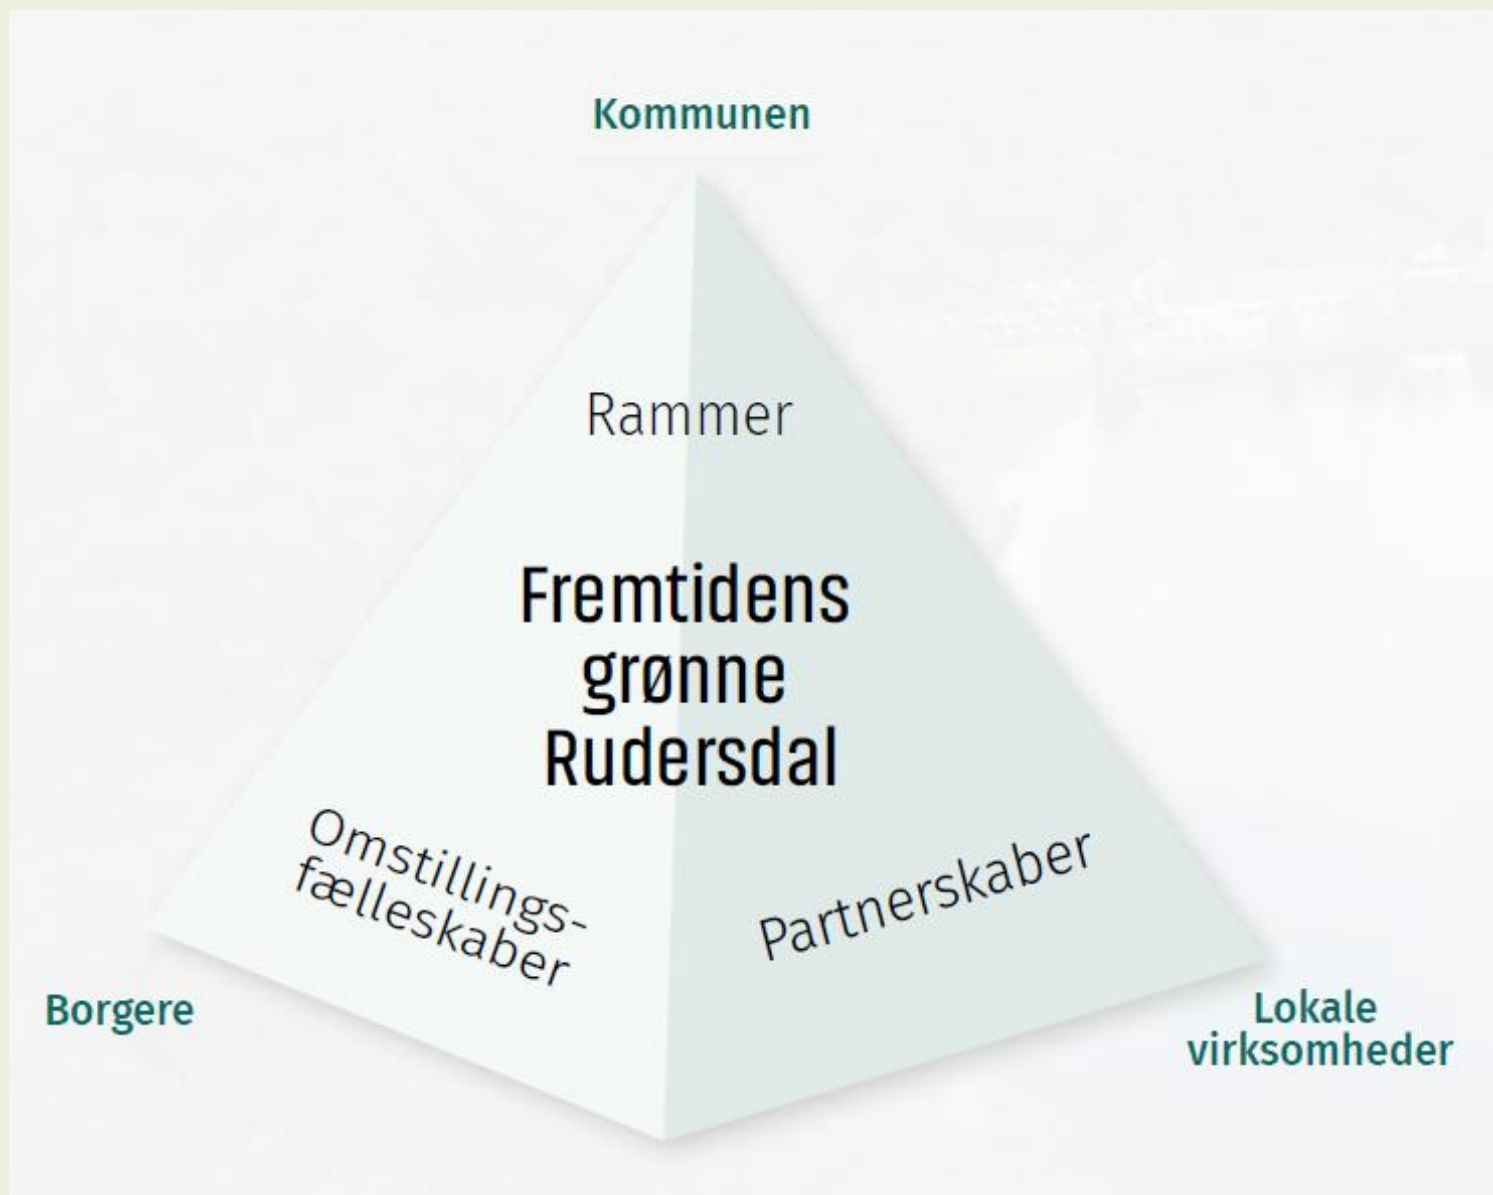 Kommunen
Rammer
Fremtidens
grønne
Rudersdal
Omstillings-
fælleskaber
Partnerskaber
Borgere
Lokale
virksomheder